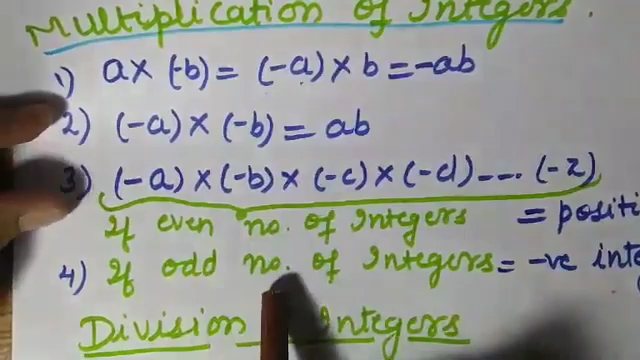 Multiplication of Integers.
1) a × (-b) = (-a) × b = -ab
2) (-a) × (-b) = ab
3) (-a) × (-b) × (-c) × (-d) --- . (-z)
If even no. of Integers = positi
4) If odd no. of Integers = -ve inte
Division Integers